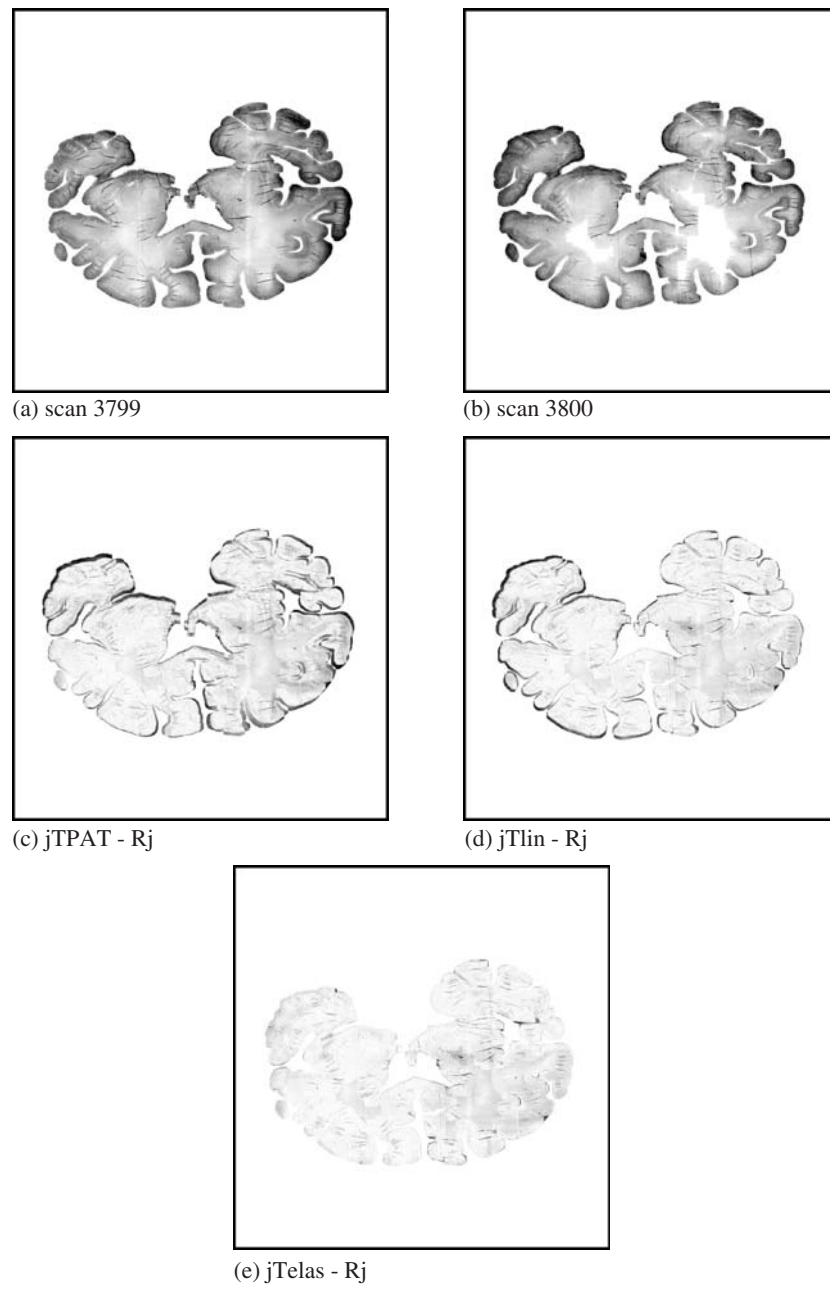 (a) scan 3799
(b) scan 3800
(c) jTPAT - Rj
(d) jTlin - Rj
(e) jTelas - Rj